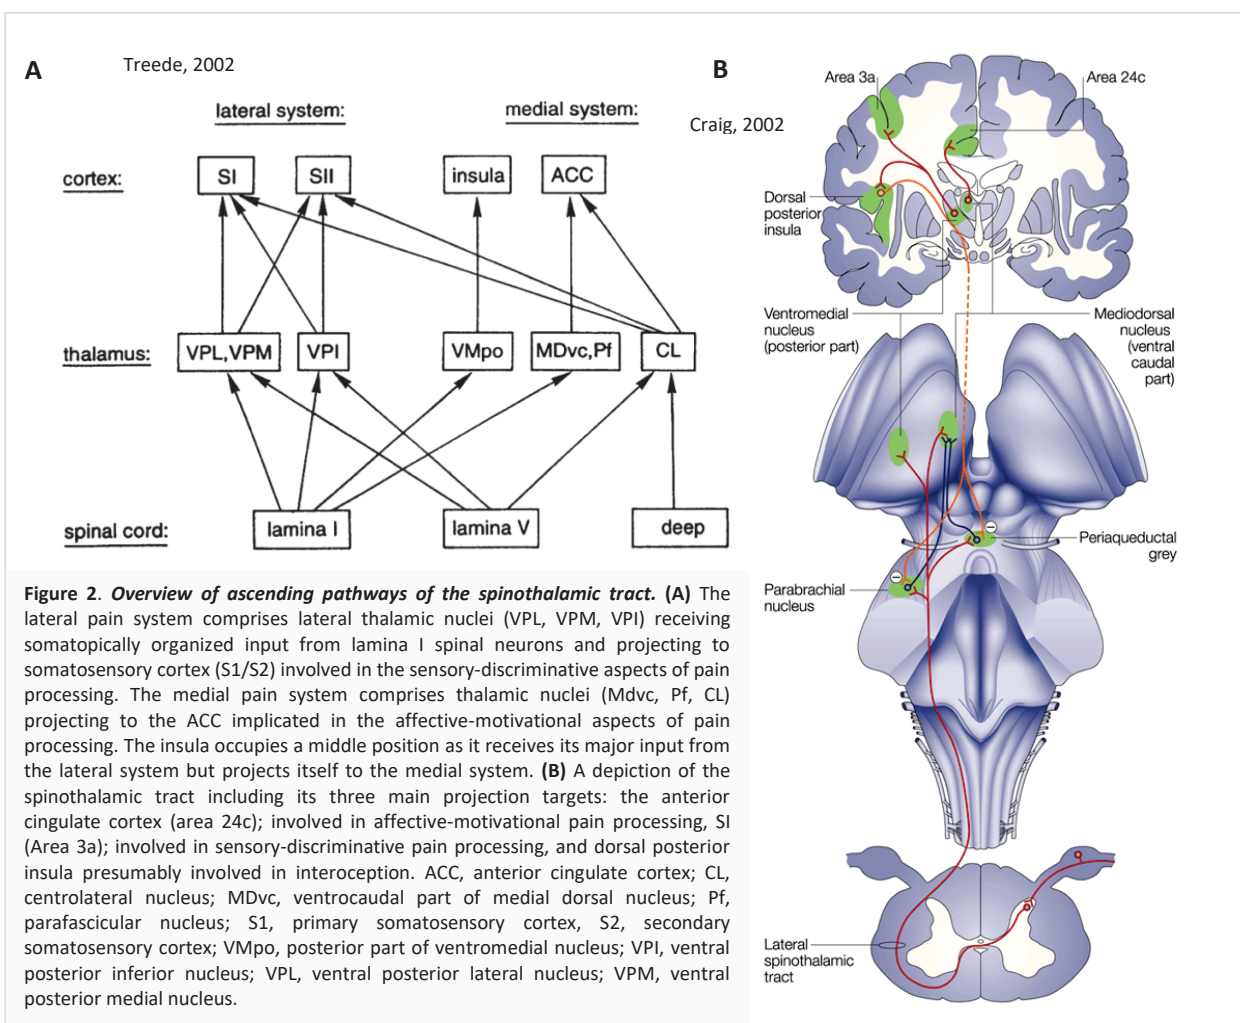 A
Treede, 2002
lateral system:
medial system:
cortex:
SI
SII
insula
ACC
thalamus:
VPL,VPM
VPI
VMpo
MDvc,Pf
CL
spinal cord:
lamina I
lamina V
deep
Figure 2. Overview of ascending pathways of the spinothalamic tract. (A) The
lateral pain system comprises lateral thalamic nuclei (VPL, VPM, VPI) receiving
somatopically organized input from lamina I spinal neurons and projecting to
somatosensory cortex (S1/S2) involved in the sensory-discriminative aspects of pain
processing. The medial pain system comprises thalamic nuclei (Mdvc, Pf, CL)
projecting to the ACC implicated in the affective-motivational aspects of pain
processing. The insula occupies a middle position as it receives its major input from
the lateral system but projects itself to the medial system. (B) A depiction of the
spinothalamic tract including its three main projection targets: the anterior
cingulate cortex (area 24c); involved in affective-motivational pain processing, SI
(Area 3a); involved in sensory-discriminative pain processing, and dorsal posterior
insula presumably involved in interoception. ACC, anterior cingulate cortex; CL,
centrolateral nucleus; MDvc, ventrocaudal part of medial dorsal nucleus; Pf,
parafascicular nucleus; S1, primary somatosensory cortex, S2, secondary
somatosensory cortex; VMpo, posterior part of ventromedial nucleus; VPI, ventral
posterior inferior nucleus; VPL, ventral posterior lateral nucleus; VPM, ventral
posterior medial nucleus.
B
Craig, 2002
Area 3a
Area 24c
Dorsal
posterior
insula
Ventromedial
nucleus
(posterior part)
Mediodorsal
nucleus
(ventral
caudal
part)
Periaqueductal
grey
Parabrachial
nucleus
Lateral
spinothalamic
tract